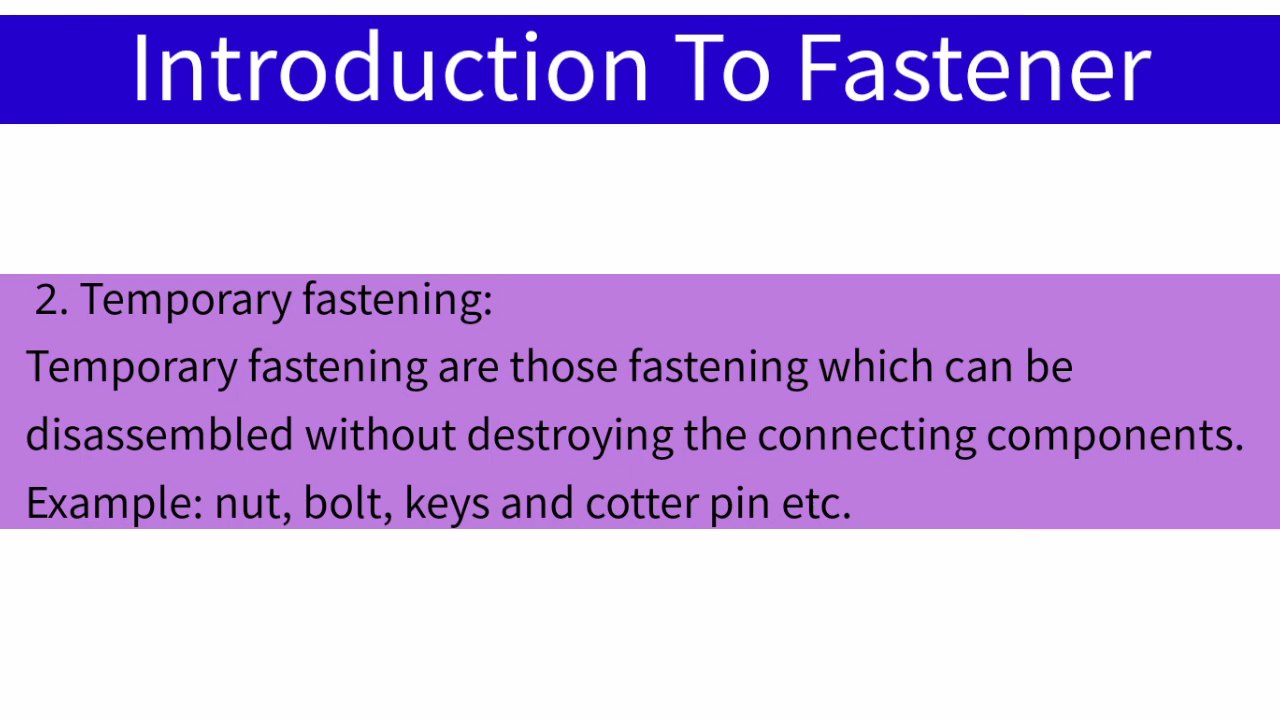 Introduction To Fastener
2. Temporary fastening:
Temporary fastening are those fastening which can be
disassembled without destroying the connecting components.
Example: nut, bolt, keys and cotter pin etc.